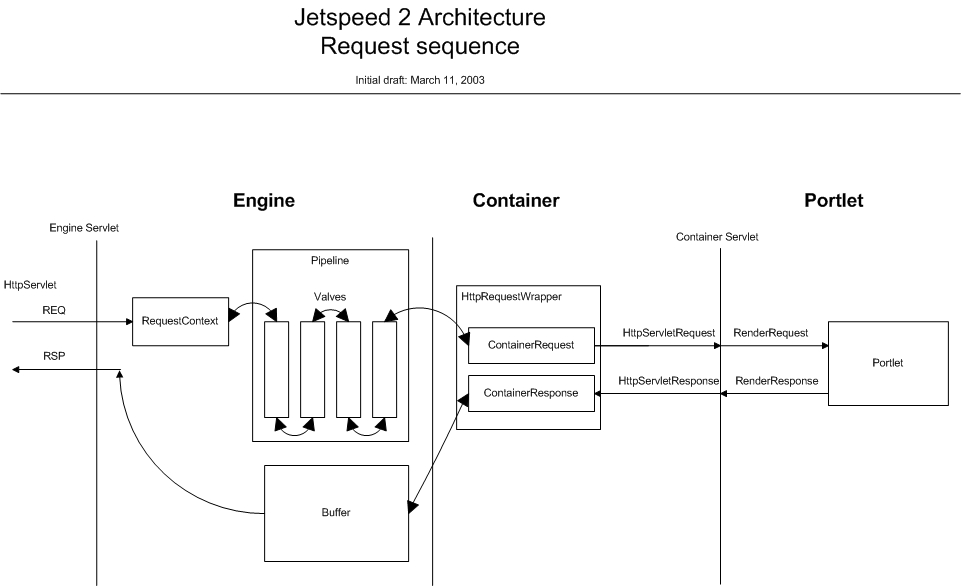 Jetspeed 2 Architecture
Request sequence
Initial draft: March 11, 2003
Engine
Container
Portlet
Engine Servlet
Container Servlet
Pipeline
HttpServlet
Valves
HttpRequestWrapper
REQ
RequestContext
HttpServletRequest
RenderRequest
ContainerRequest
RSP
Portlet
HttpServletResponse
RenderResponse
ContainerResponse
Buffer